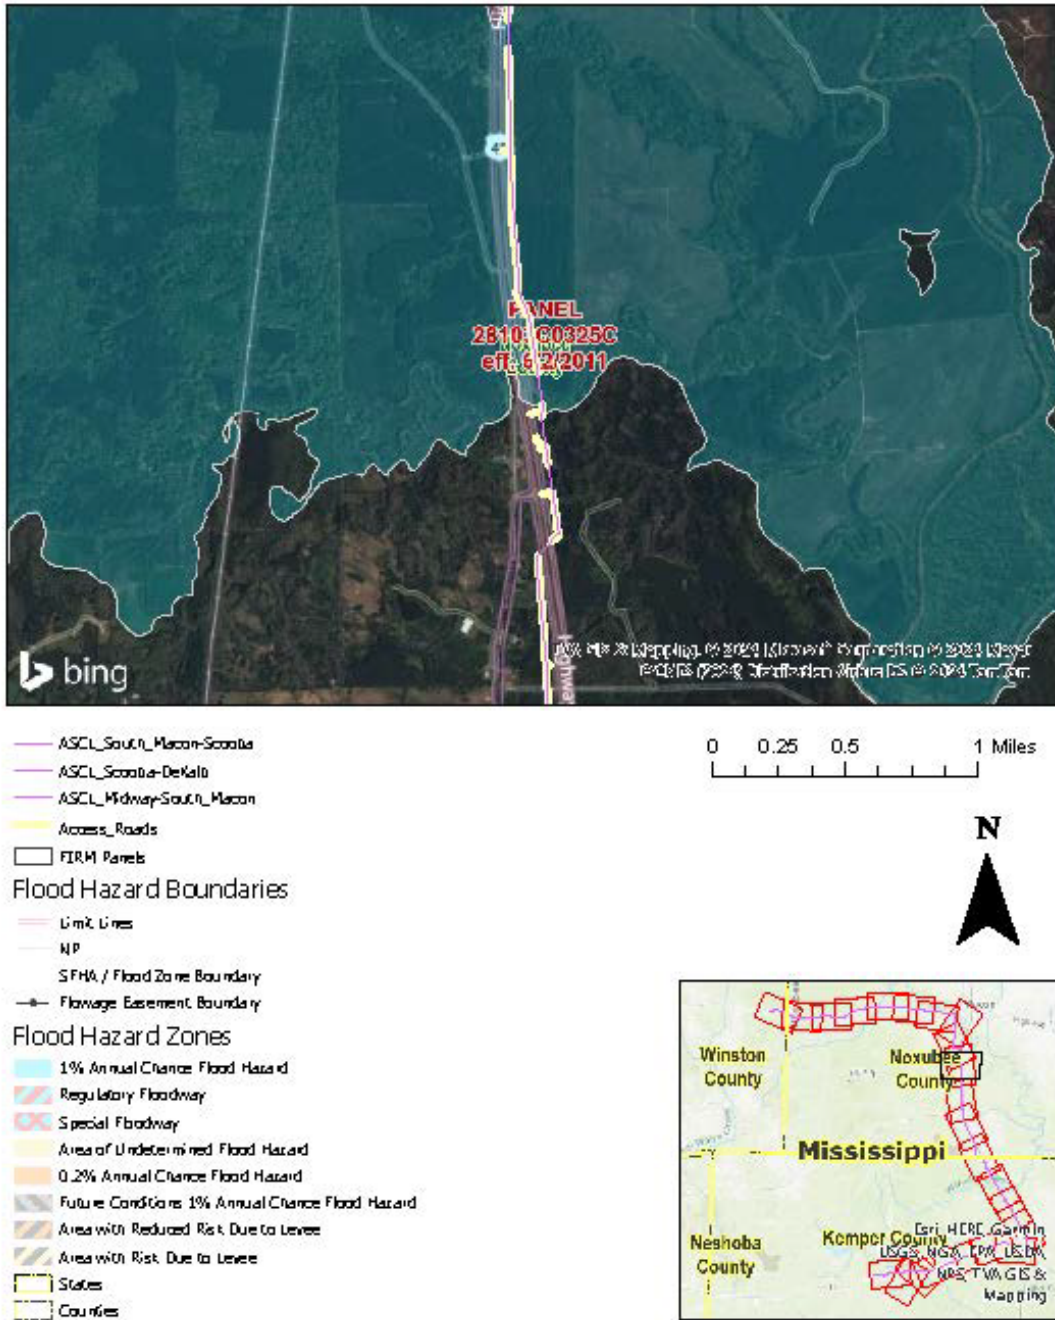 PANEL
eff. 6/2/2011
bing
ASCL_South_Macon-Scooba
ASCL_Scooba-DeKalb
ASCL_Midway-South_Macon
Access_Roads
FIRM Panels
Flood Hazard Boundaries
Limit Lines
NP
SFHA / Flood Zone Boundary
Flowage Easement Boundary
Flood Hazard Zones
1% Annual Chance Flood Hazard
Regulatory Floodway
Special Floodway
Area of Undetermined Flood Hazard
0.2% Annual Chance Flood Hazard
Future Conditions 1% Annual Chance Flood Hazard
Area with Reduced Risk Due to Levee
Area with Risk Due to Levee
States
Counties
0 0.25 0.5 1 Miles
N
Winston
County
Noxubee
County
Mississippi
Neshoba
County
Kemper County
Esri, HERE, Garmin,
USGS, NGA, EPA, USDA,
NPS, TVA GIS &
Mapping